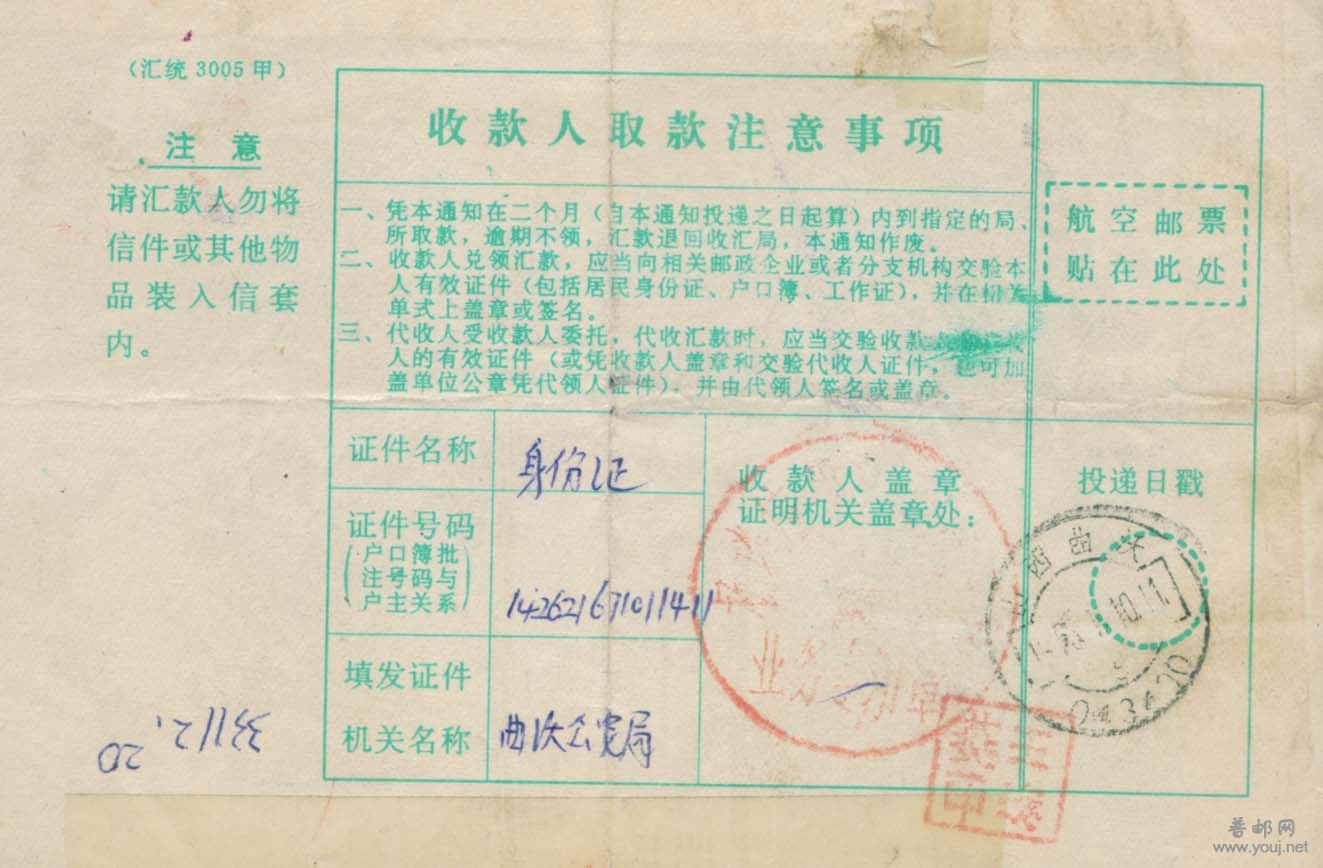 （汇统 3005 甲）
注 意
请汇款人勿将
信件或其他物
品装入信套
内。
收款人取款注意事项
一、凭本通知在二个月（自本通知投递之日起算）内到指定的局、
所取款，逾期不领，汇款退回收汇局，本通知作废。
二、收款人兑领汇款，应当向相关邮政企业或者分支机构交验本
人有效证件（包括居民身份证、户口簿、工作证），并在相关
单式上盖章或签名。
三、代收人受收款人委托，代收汇款时，应当交验收款
人的有效证件（或凭收款人盖章和交验代收人证件，也可加
盖单位公章凭代领人证件）并由代领人签名或盖章。
航空邮票
贴在此处
证件名称
身份证
证件号码
（户口簿批
注号码与
户主关系）
142621671011411
填发证件
机关名称
曲沃公安局
收款人盖章
证明机关盖章处：
投递日戳
山西曲沃
10.11
043400
33112.20
普邮网
www.youj.net